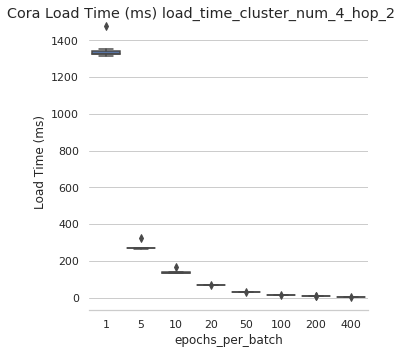 Cora Load Time (ms) load_time_cluster_num_4_hop_2
1400
1200
1000
800
600
400
200
0
Load Time (ms)
1 5 10 20 50 100 200 400
epochs_per_batch